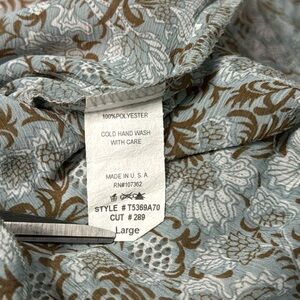 100%POLYESTER
COLD HAND WASH
WITH CARE
MADE IN U.S.A
RN#107362
STYLE # T5369A70
CUT # 289
Large